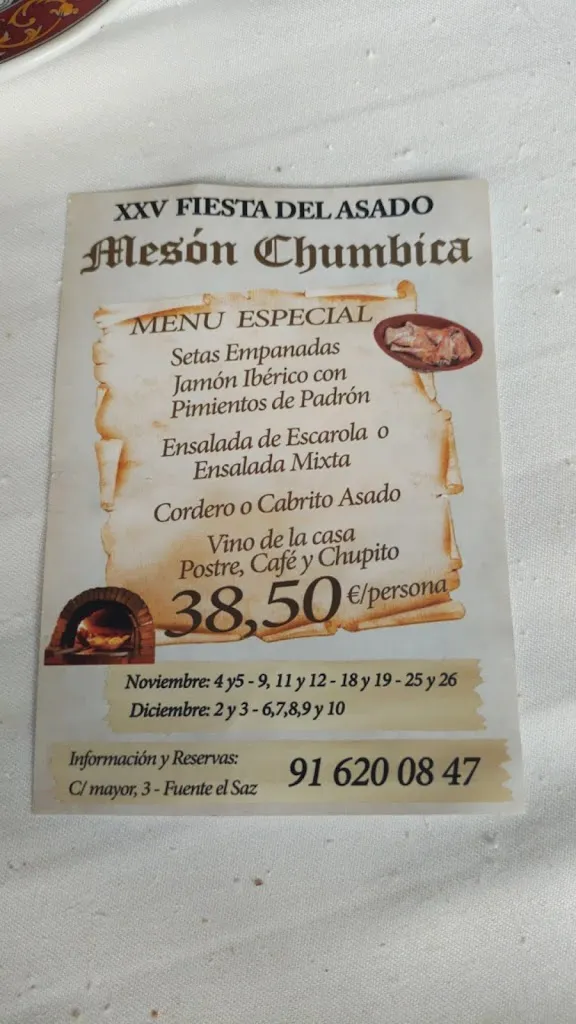 XXV FIESTA DEL ASADO
Mesón Chumbica
MENU ESPECIAL
Setas Empanadas
Jamón Ibérico con
Pimientos de Padrón
Ensalada de Escarola o
Ensalada Mixta
Cordero o Cabrito Asado
Vino de la casa
Postre, Café y Chupito
38,50 €/persona
Noviembre: 4 y5 - 9, 11 y 12 - 18 y 19 - 25 y 26
Diciembre: 2 y 3 - 6,7,8,9 y 10
Información y Reservas:
C/ mayor, 3 - Fuente el Saz
91 620 08 47